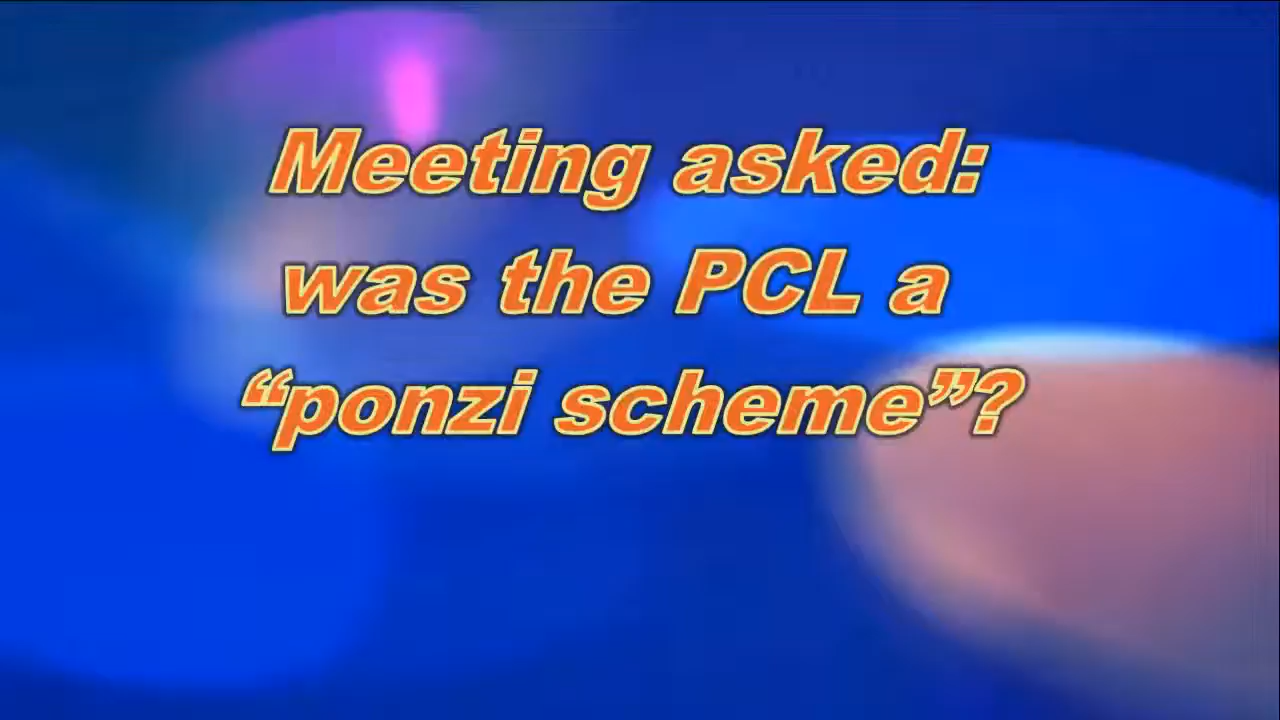 Meeting asked:
was the PCL a
“ponzi scheme”?